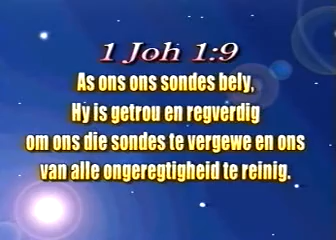 1 Joh 1:9
As ons ons sondes bely,
Hy is getrou en regverdig
om ons die sondes te vergewe en ons
van alle ongeregtigheid te reinig.